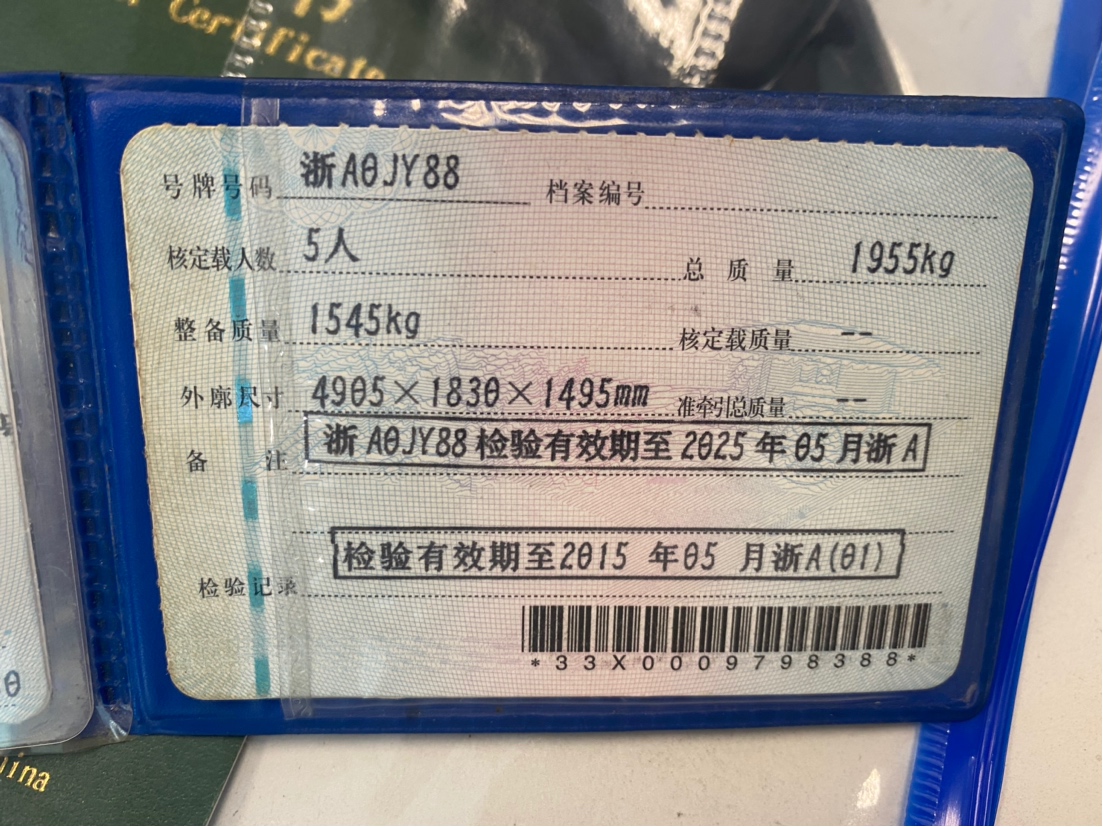 Certificate
号牌号码 浙A0JY88 档案编号
核定载人数 5人 总质量 1955kg
整备质量 1545kg 核定载质量 --
外廓尺寸 4905×1830×1495mm 准牵引总质量 --
备注 浙A0JY88检验有效期至2025年05月浙A
检验有效期至2015 年05 月浙A(01)
检验记录
*33X0009798388*